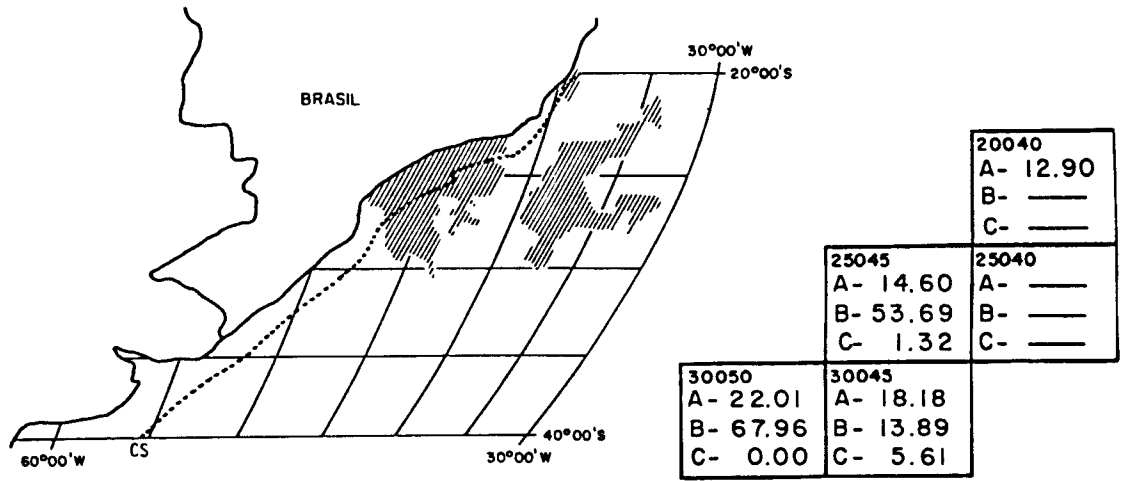 30°00'W
20°00'S
BRASIL
40°00'S
30°00'W
60°00'W
CS
20040
A- 12.90
B- ——
C- ——
25045
A- 14.60
B- 53.69
C- 1.32
25040
A- ——
B- ——
C- ——
30050
A- 22.01
B- 67.96
C- 0.00
30045
A- 18.18
B- 13.89
C- 5.61